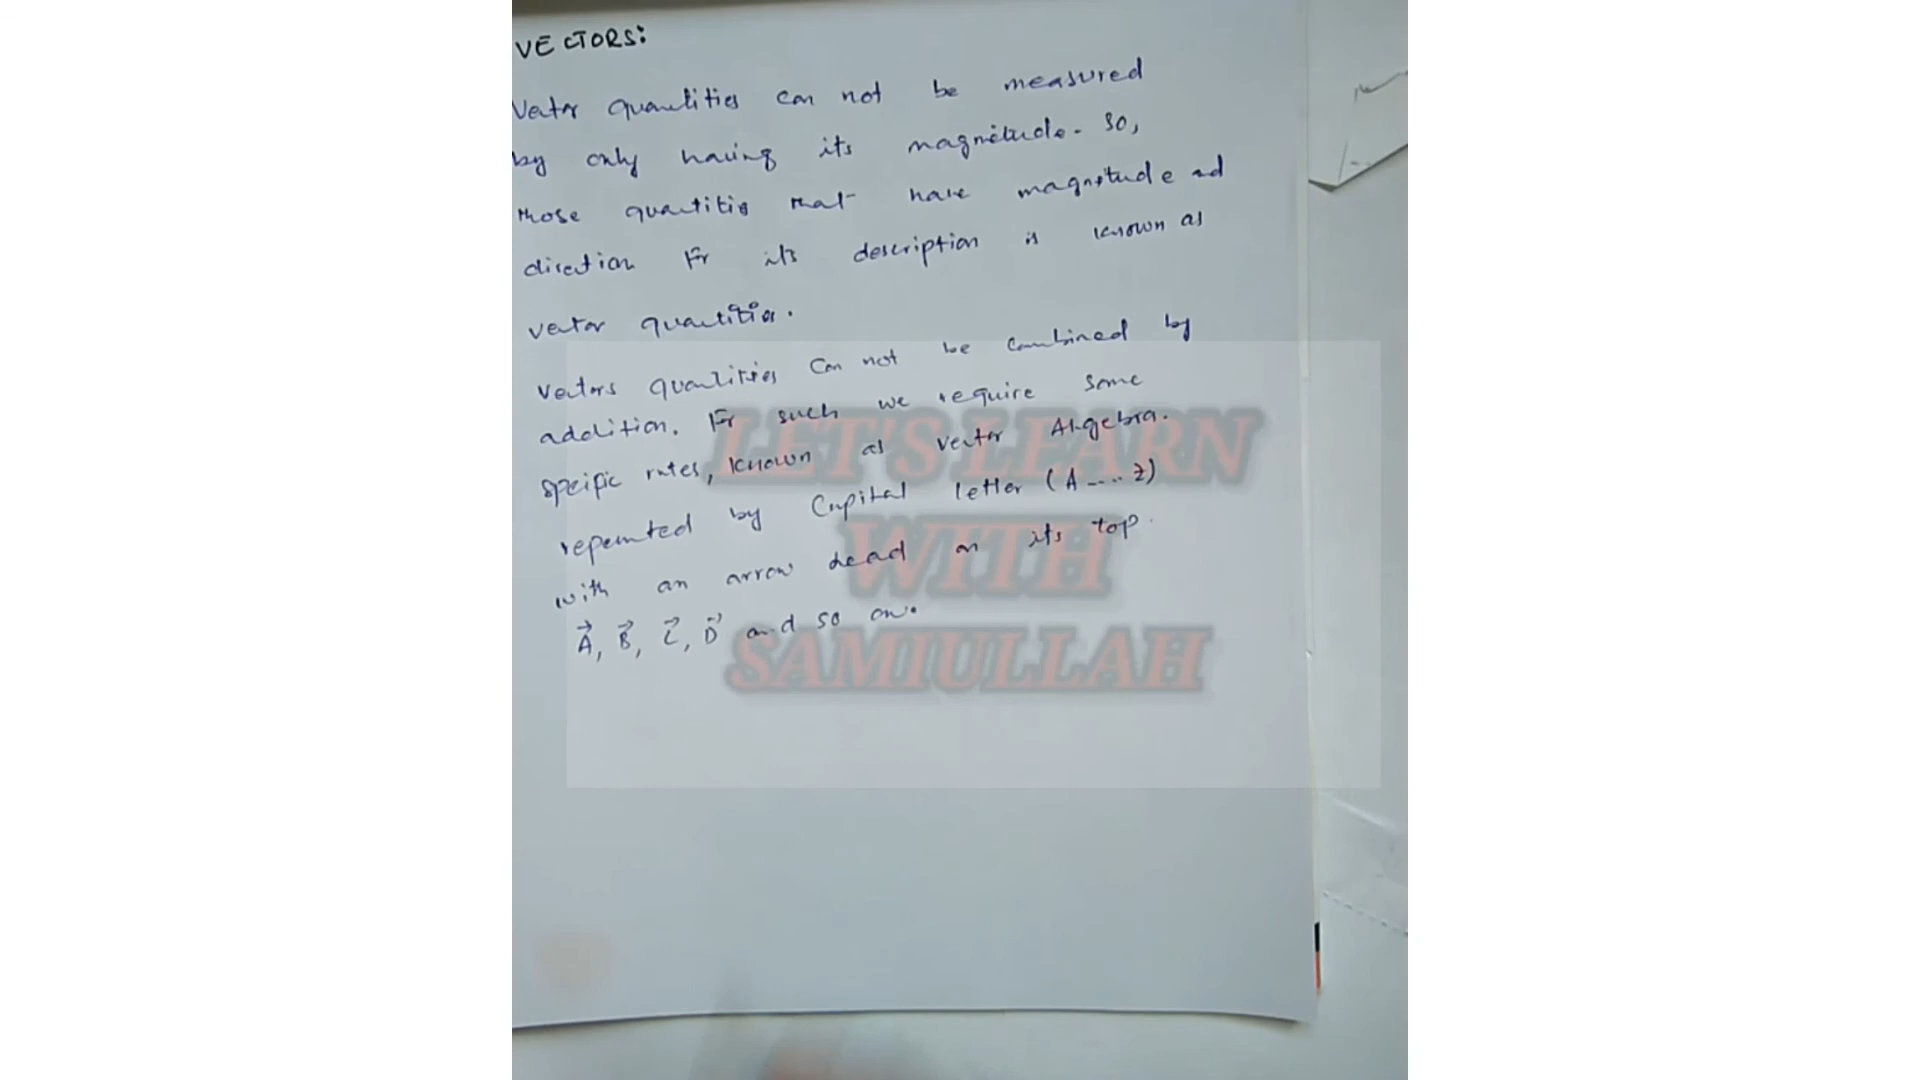 VECTORS:
Vector quantities can not be measured
by only having its magnitude. So,
those quantities that have magnitude and
direction for its description is known as
vector quantities.
Vectors quantities can not be combined by
addition. For such we require some
speific rules, known as vector Algebra.
repernted by Capital letter (A ..... Z)
with an arrow head on its top.
A⃗, B⃗, C⃗, D⃗ and so on.
LET'S LEARN
WITH
SAMIULLAH